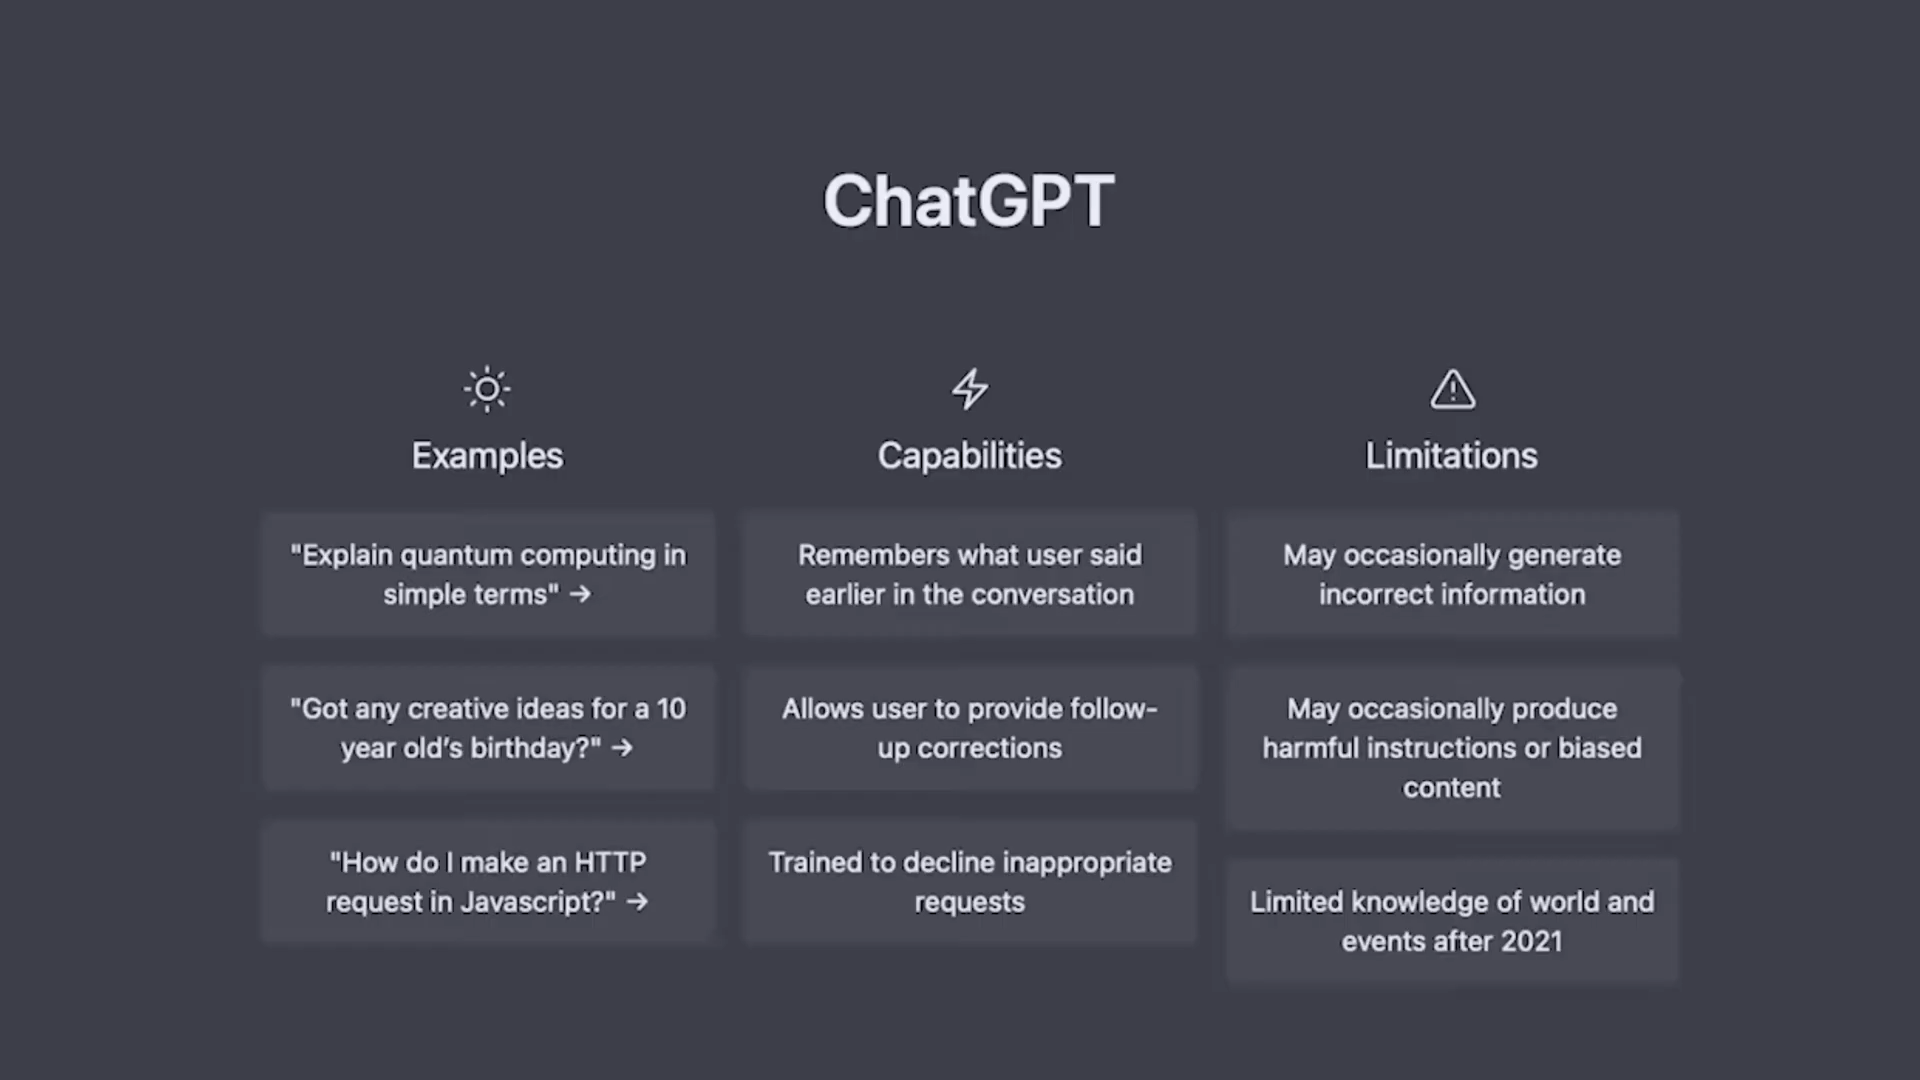 ChatGPT
Examples
"Explain quantum computing in
simple terms" →
"Got any creative ideas for a 10
year old’s birthday?" →
"How do I make an HTTP
request in Javascript?" →
Capabilities
Remembers what user said
earlier in the conversation
Allows user to provide follow-
up corrections
Trained to decline inappropriate
requests
Limitations
May occasionally generate
incorrect information
May occasionally produce
harmful instructions or biased
content
Limited knowledge of world and
events after 2021